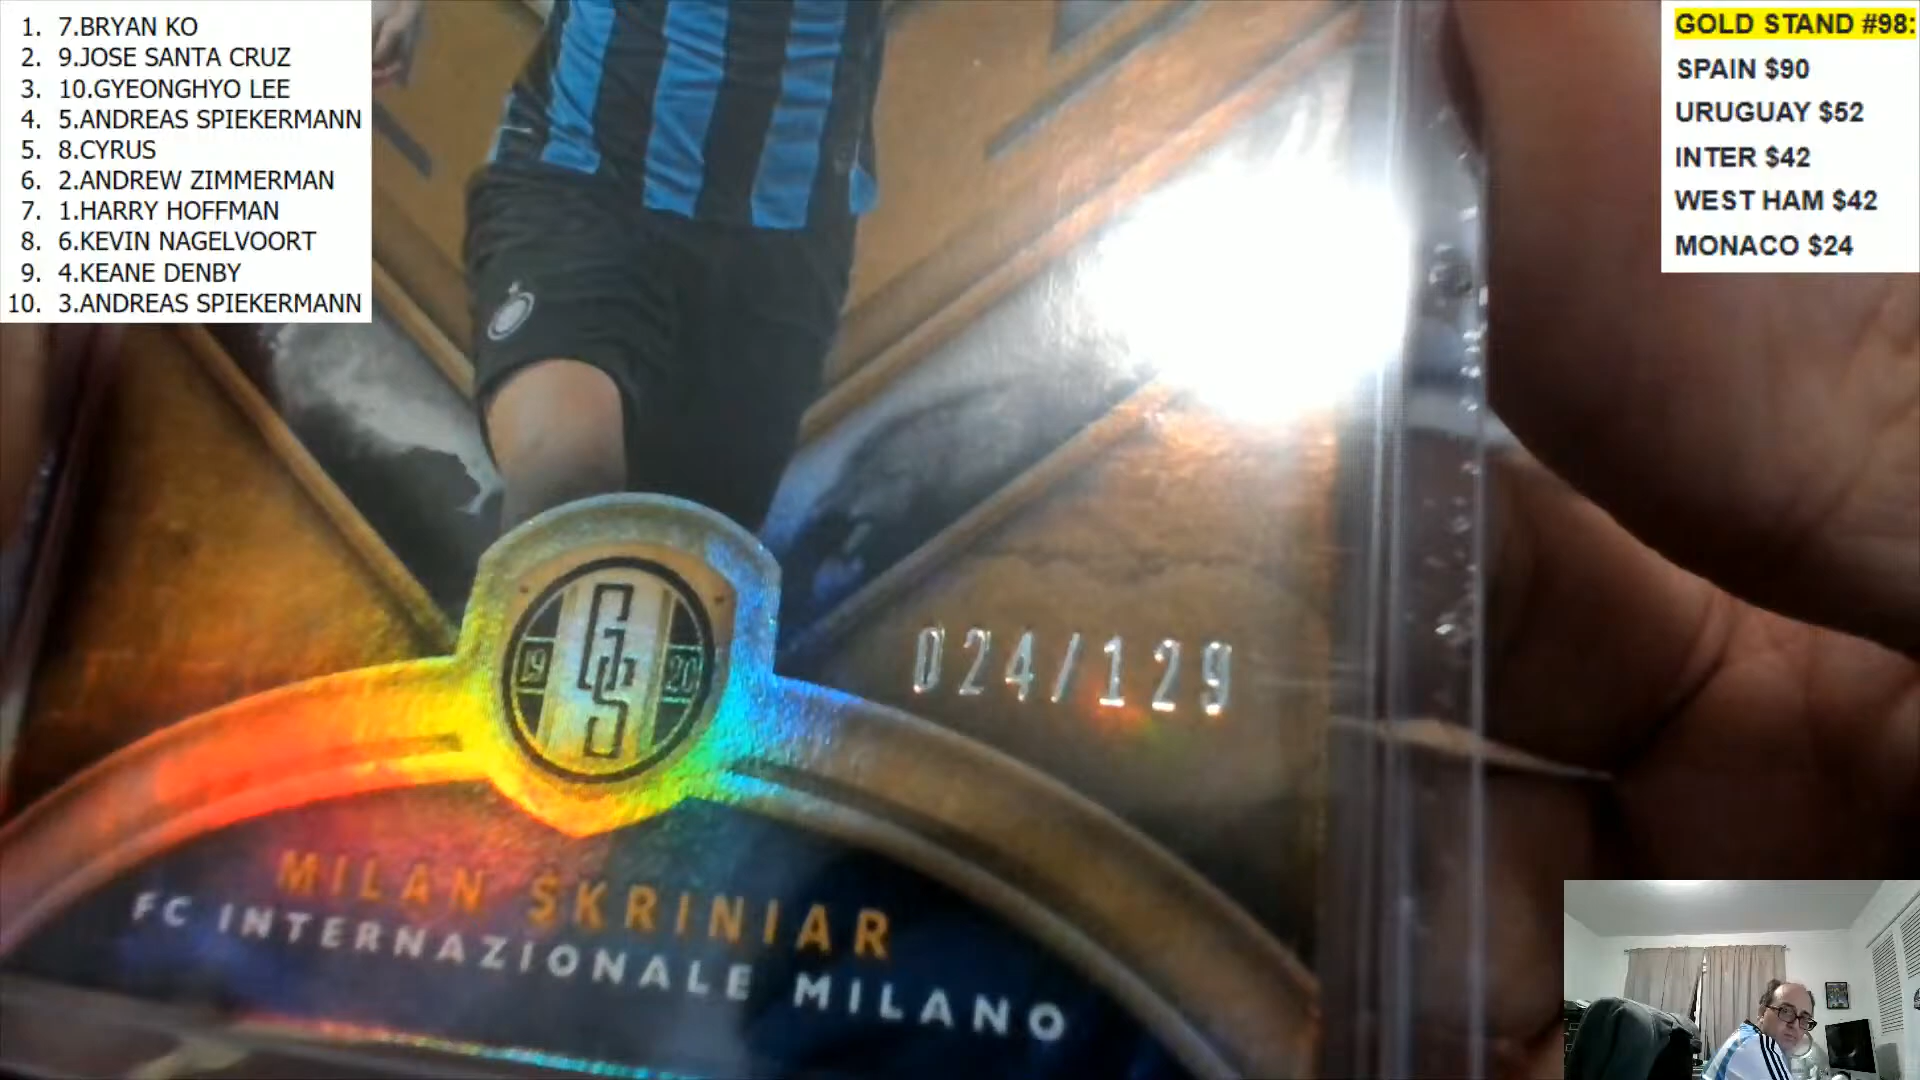 1. 7.BRYAN KO
2. 9.JOSE SANTA CRUZ
3. 10.GYEONGHYO LEE
4. 5.ANDREAS SPIEKERMANN
5. 8.CYRUS
6. 2.ANDREW ZIMMERMAN
7. 1.HARRY HOFFMAN
8. 6.KEVIN NAGELVOORT
9. 4.KEANE DENBY
10. 3.ANDREAS SPIEKERMANN
GOLD STAND #98:
SPAIN $90
URUGUAY $52
INTER $42
WEST HAM $42
MONACO $24
19 GS 20
024/129
MILAN SKRINIAR
FC INTERNAZIONALE MILANO